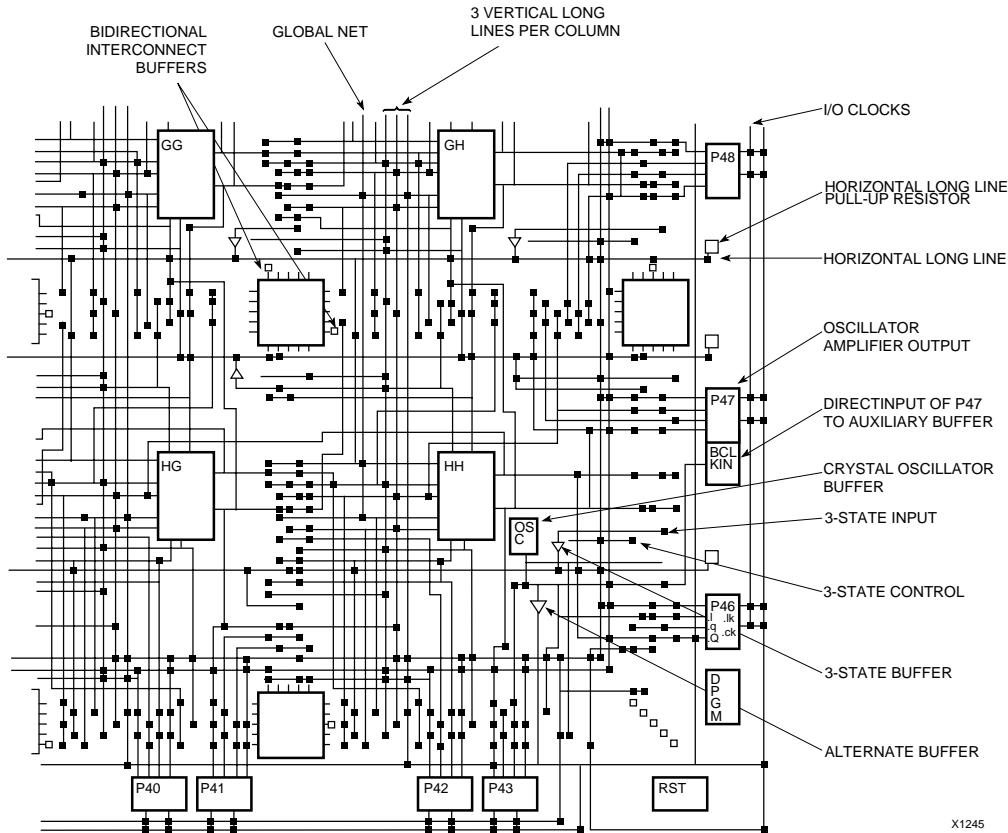 3 VERTICAL LONG
LINES PER COLUMN
GLOBAL NET
BIDIRECTIONAL
INTERCONNECT
BUFFERS
I/O CLOCKS
GG
GH
P48
HORIZONTAL LONG LINE
PULL-UP RESISTOR
HORIZONTAL LONG LINE
OSCILLATOR
AMPLIFIER OUTPUT
P47
DIRECTINPUT OF P47
TO AUXILIARY BUFFER
BCL
KIN
HG
HH
CRYSTAL OSCILLATOR
BUFFER
OS
C
3-STATE INPUT
3-STATE CONTROL
P46
.I
.lk
.q
.Q
.ck
3-STATE BUFFER
D
P
G
M
ALTERNATE BUFFER
P40
P41
P42
P43
RST
X1245